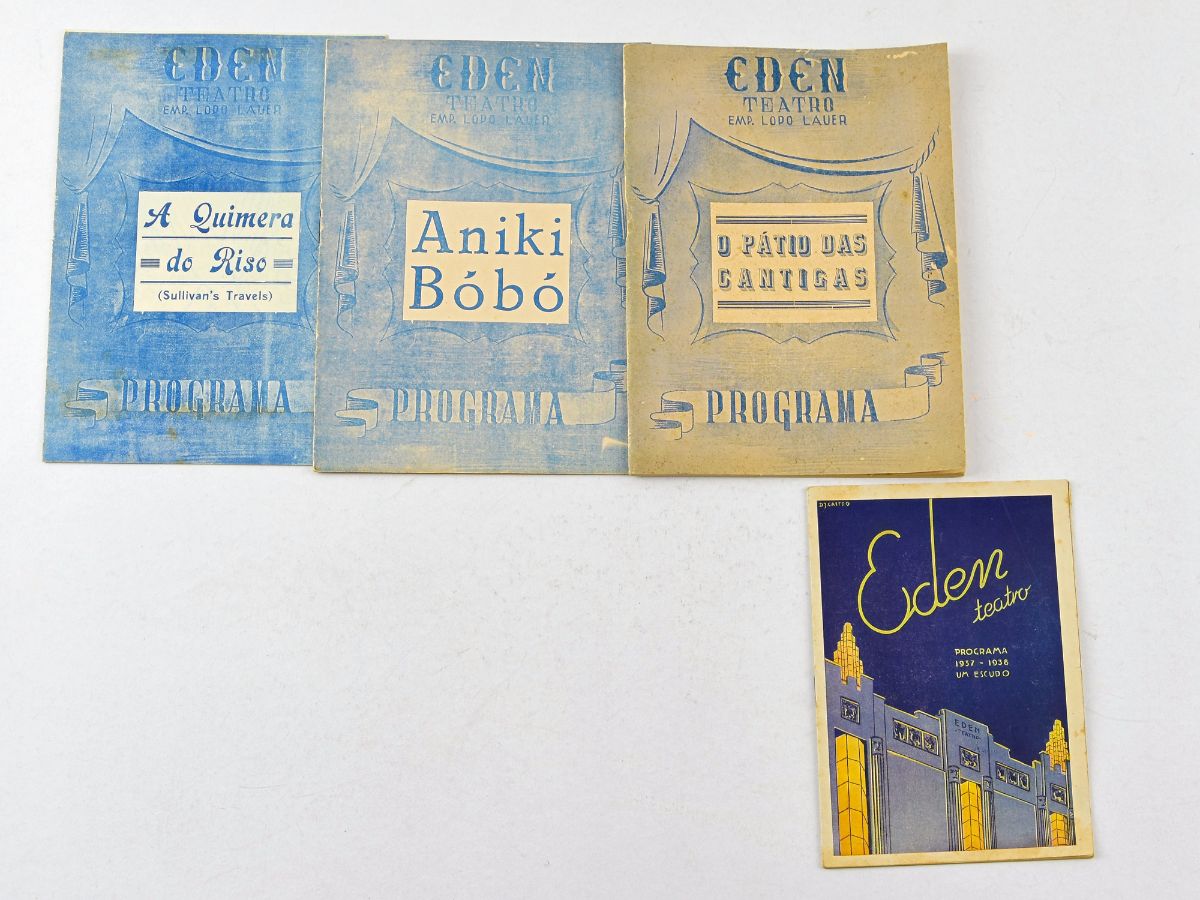 EDEN
TEATRO
EMP. LOPO LAUER
A Quimera
do Riso
(Sullivan's Travels)
PROGRAMA
EDEN
TEATRO
EMP. LOPO LAUER
Aniki
Bóbó
PROGRAMA
EDEN
TEATRO
EMP. LOPO LAUER
O PÁTIO DAS
CANTIGAS
PROGRAMA
Eden
teatro
PROGRAMA
1937 - 1938
UM ESCUDO
EDEN
TEATRO